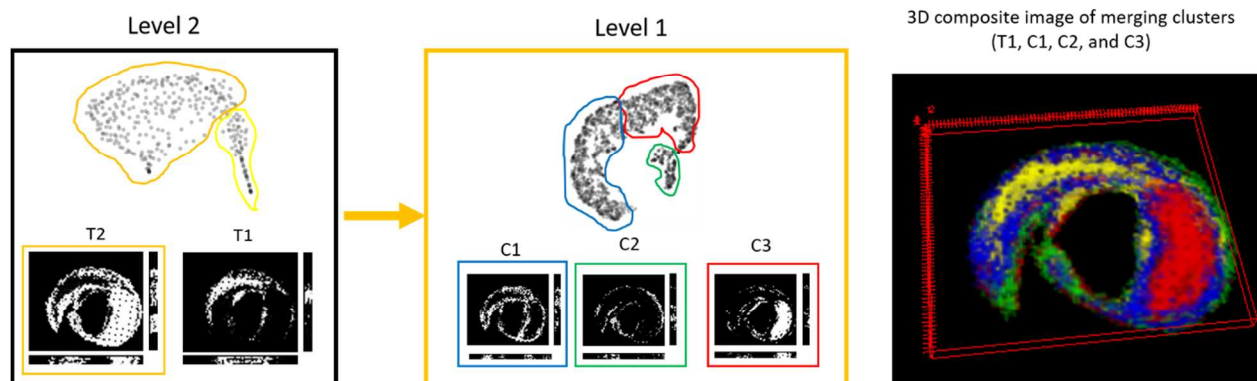 Level 2
Level 1
3D composite image of merging clusters
(T1, C1, C2, and C3)
T2
T1
C1
C2
C3